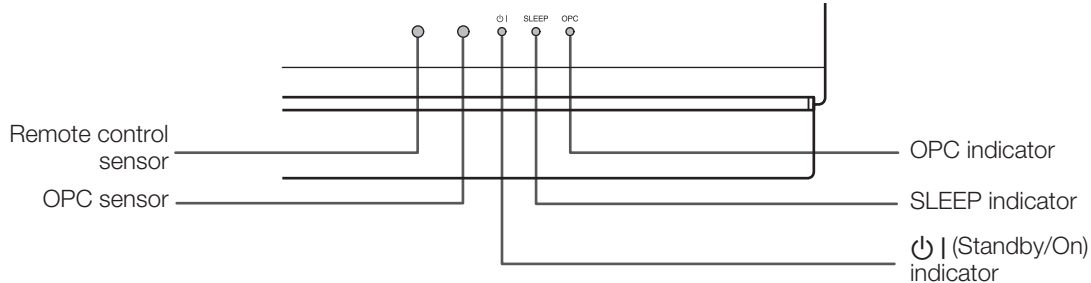 ⏻ | SLEEP OPC
Remote control
sensor
OPC sensor
OPC indicator
SLEEP indicator
⏻ | (Standby/On)
indicator